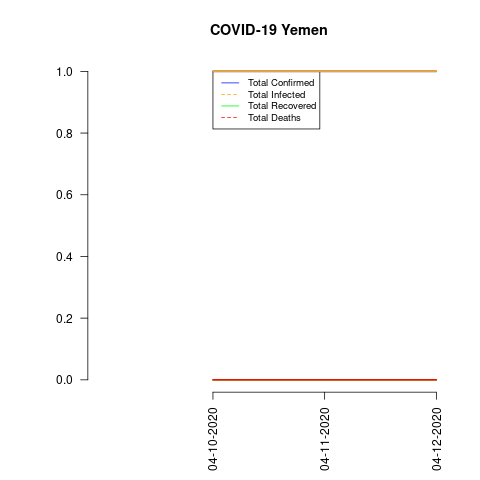 COVID-19 Yemen
1.0
0.8
0.6
0.4
0.2
0.0
Total Confirmed
Total Infected
Total Recovered
Total Deaths
04-10-2020
04-11-2020
04-12-2020